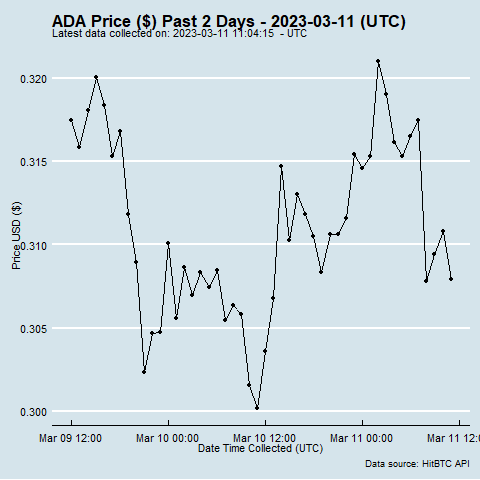 ADA Price ($) Past 2 Days - 2023-03-11 (UTC)
Latest data collected on: 2023-03-11 11:04:15 - UTC
0.320
0.315
0.310
0.305
0.300
Price USD ($)
Mar 09 12:00
Mar 10 00:00
Mar 10 12:00
Mar 11 00:00
Mar 11 12:
Date Time Collected (UTC)
Data source: HitBTC API